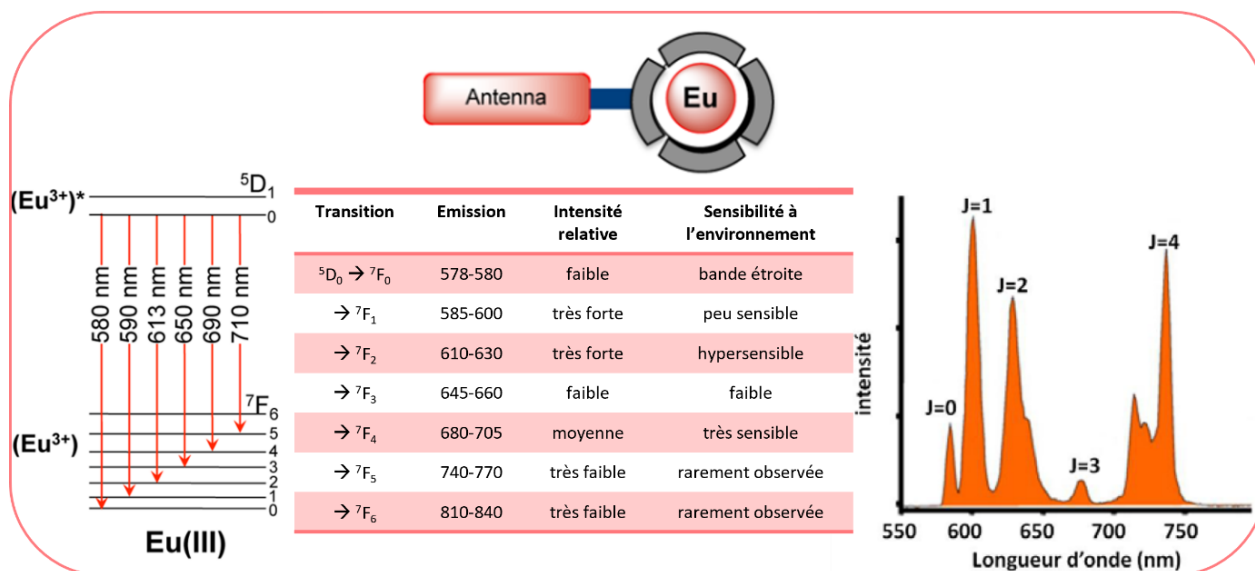 Antenna
Eu
(Eu³⁺)*
⁵D₁
0
580 nm
590 nm
613 nm
650 nm
690 nm
710 nm
⁷F₆
5
4
3
2
1
0
(Eu³⁺)
Eu(III)
Transition Emission Intensité relative Sensibilité à l'environnement
⁵D₀ → ⁷F₀ 578-580 faible bande étroite
→ ⁷F₁ 585-600 très forte peu sensible
→ ⁷F₂ 610-630 très forte hypersensible
→ ⁷F₃ 645-660 faible faible
→ ⁷F₄ 680-705 moyenne très sensible
→ ⁷F₅ 740-770 très faible rarement observée
→ ⁷F₆ 810-840 très faible rarement observée
intensité
J=0
J=1
J=2
J=3
J=4
550 600 650 700 750
Longueur d'onde (nm)